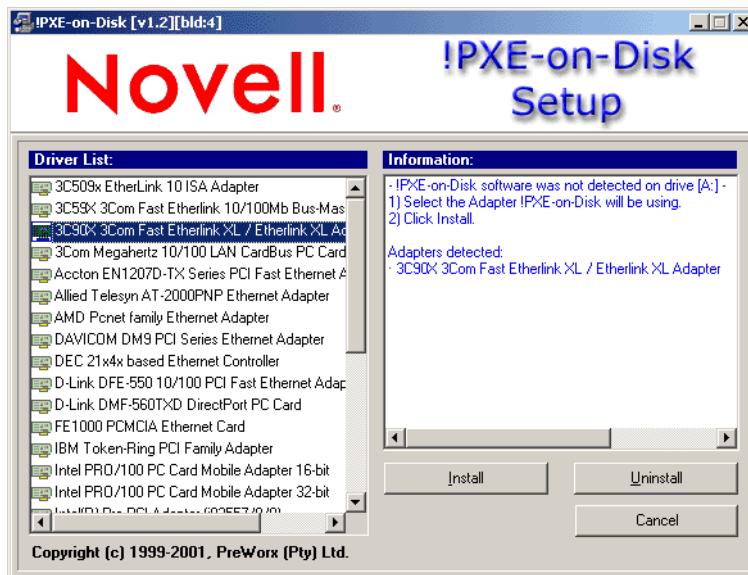 !PXE-on-Disk [v1.2][bld:4]
Novell®
!PXE-on-Disk
Setup
Driver List:
3C509x EtherLink 10 ISA Adapter
3C59X 3Com Fast Etherlink 10/100Mb Bus-Mas
3C90X 3Com Fast Etherlink XL / Etherlink XL Ad
3Com Megahertz 10/100 LAN CardBus PC Card
Accton EN1207D-TX Series PCI Fast Ethernet A
Allied Telesyn AT-2000PNP Ethernet Adapter
AMD Pcnet family Ethernet Adapter
DAVICOM DM9 PCI Series Ethernet Adapter
DEC 21x4x based Ethernet Controller
D-Link DFE-550 10/100 PCI Fast Ethernet Adap
D-Link DMF-560TXD DirectPort PC Card
FE1000 PCMCIA Ethernet Card
IBM Token-Ring PCI Family Adapter
Intel PRO/100 PC Card Mobile Adapter 16-bit
Intel PRO/100 PC Card Mobile Adapter 32-bit
Information:
- !PXE-on-Disk software was not detected on drive [A:] -
1) Select the Adapter !PXE-on-Disk will be using.
2) Click Install.
Adapters detected:
· 3C90X 3Com Fast Etherlink XL / Etherlink XL Adapter
Install
Uninstall
Cancel
Copyright (c) 1999-2001, PreWorx (Pty) Ltd.